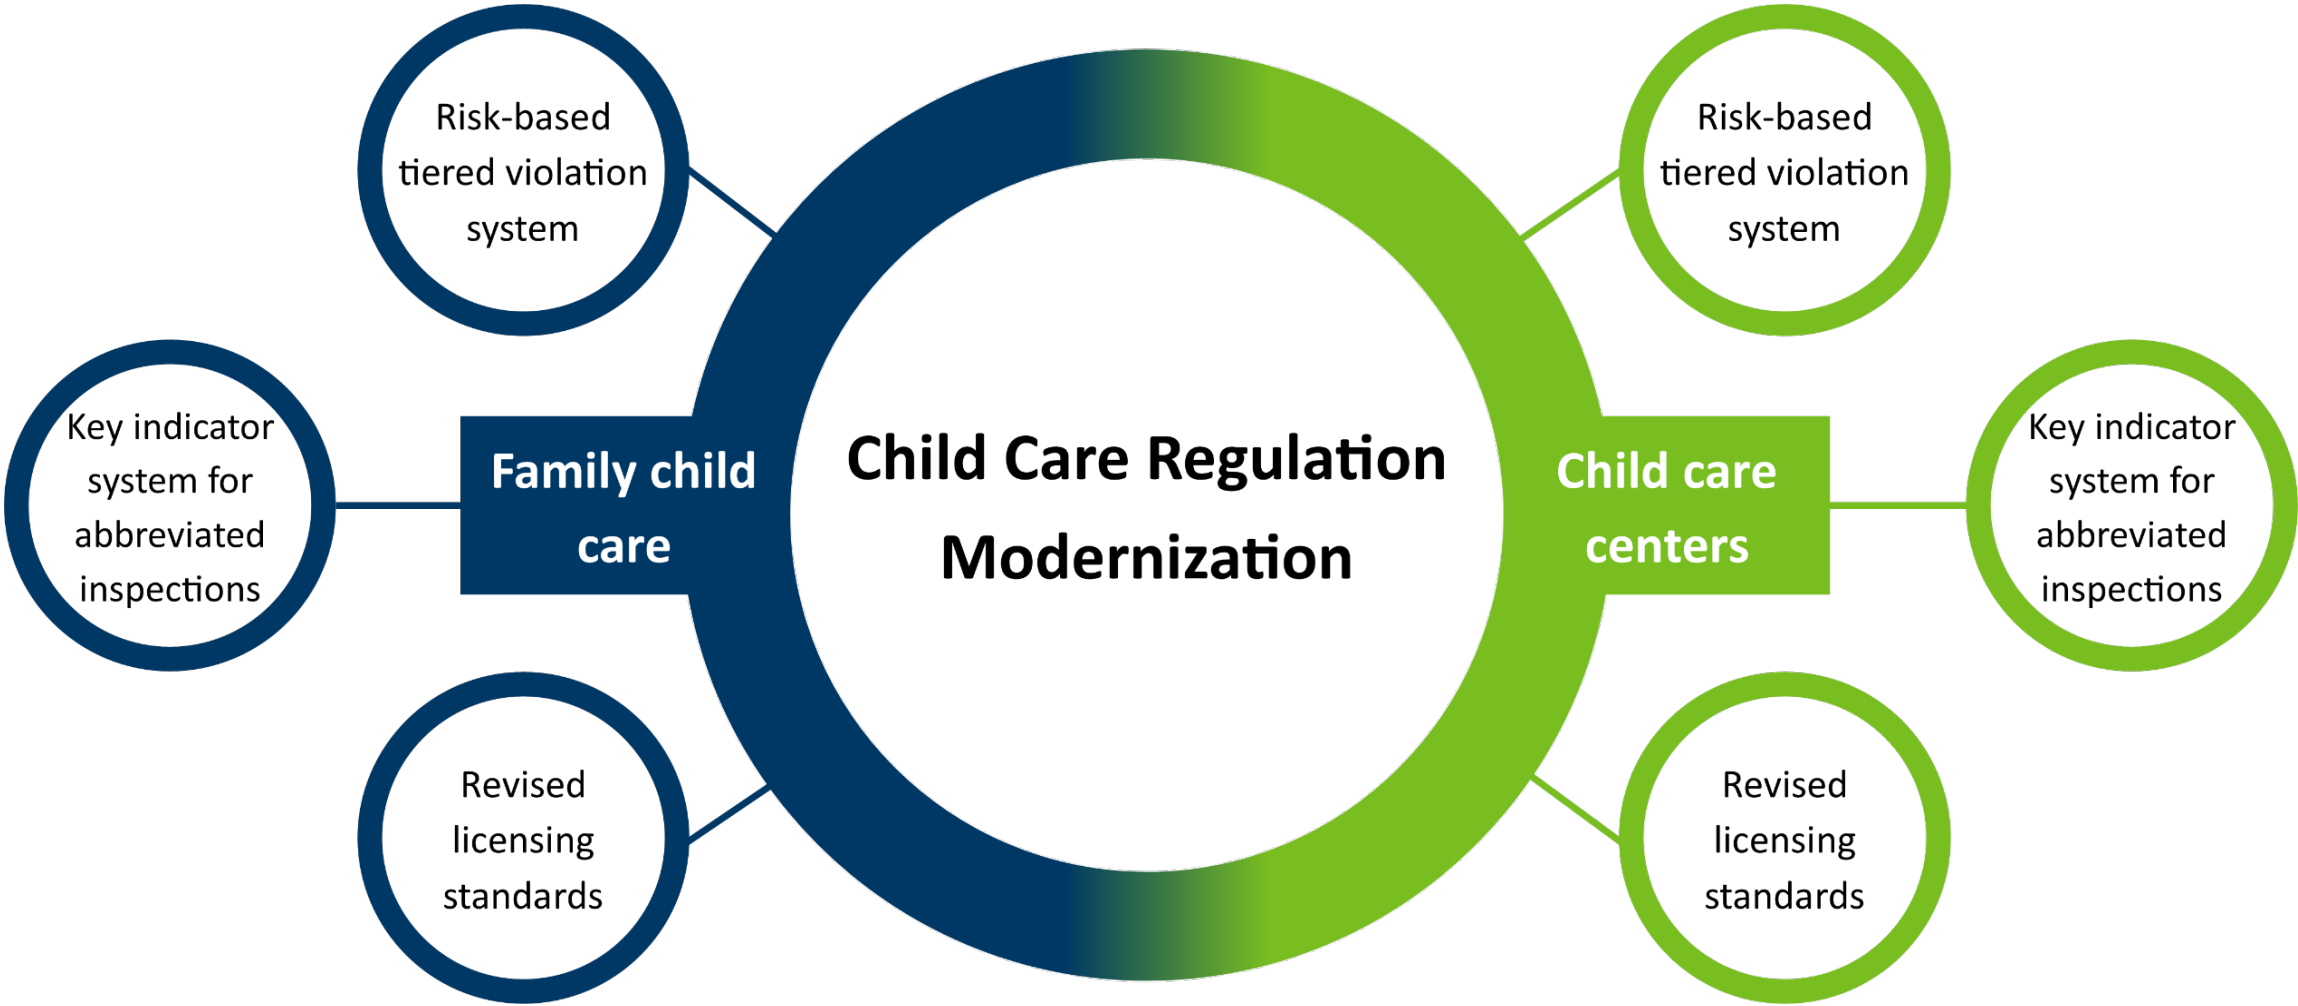 Risk-based
tiered violation
system
Key indicator
system for
abbreviated
inspections
Revised
licensing
standards
Family child
care
Child Care Regulation
Modernization
Child care
centers
Risk-based
tiered violation
system
Key indicator
system for
abbreviated
inspections
Revised
licensing
standards